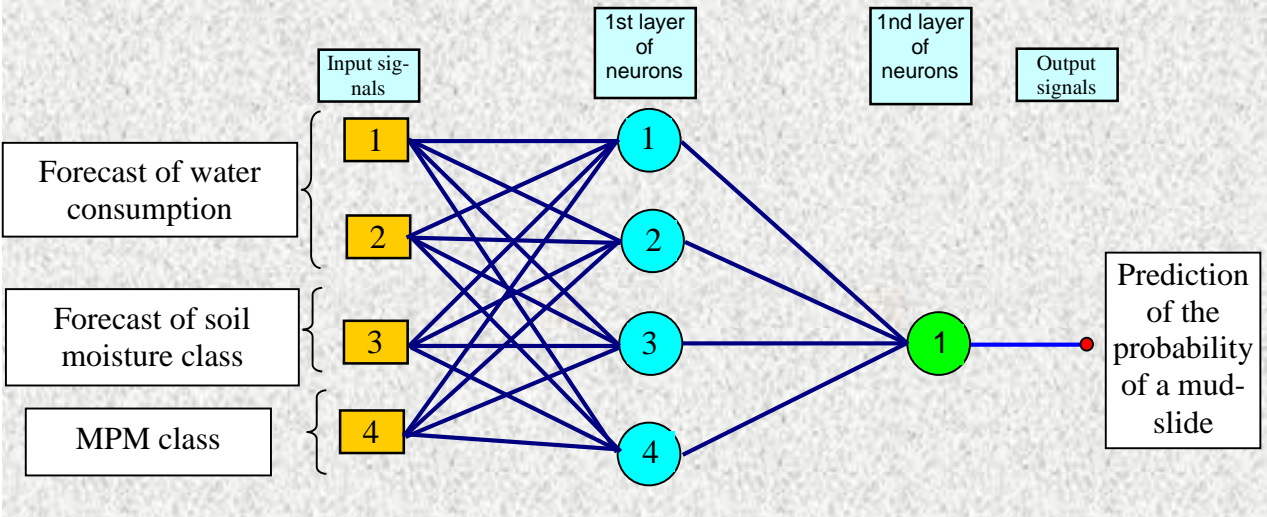 Input sig-
nals
1st layer
of
neurons
1nd layer
of
neurons
Output
signals
Forecast of water
consumption
Forecast of soil
moisture class
MPM class
1
2
3
4
1
2
3
4
1
Prediction
of the
probability
of a mud-
slide